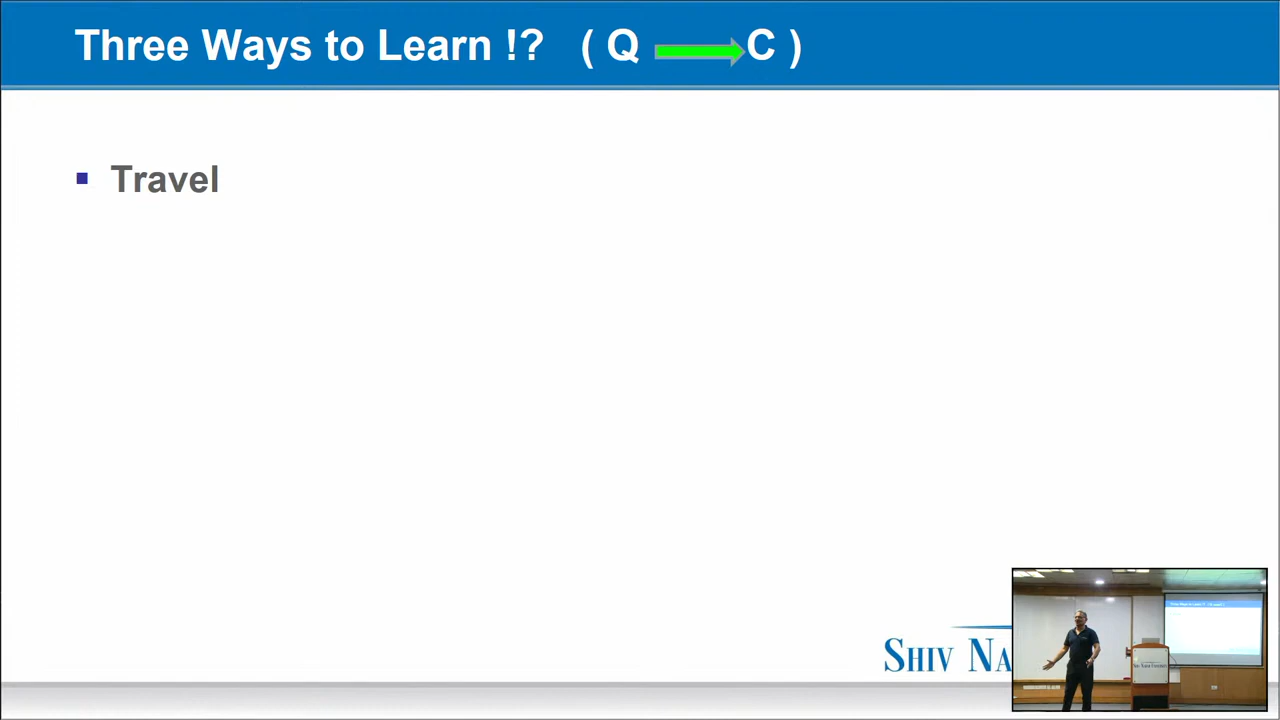 Three Ways to Learn !? ( Q C )
▪ Travel
SHIV NA